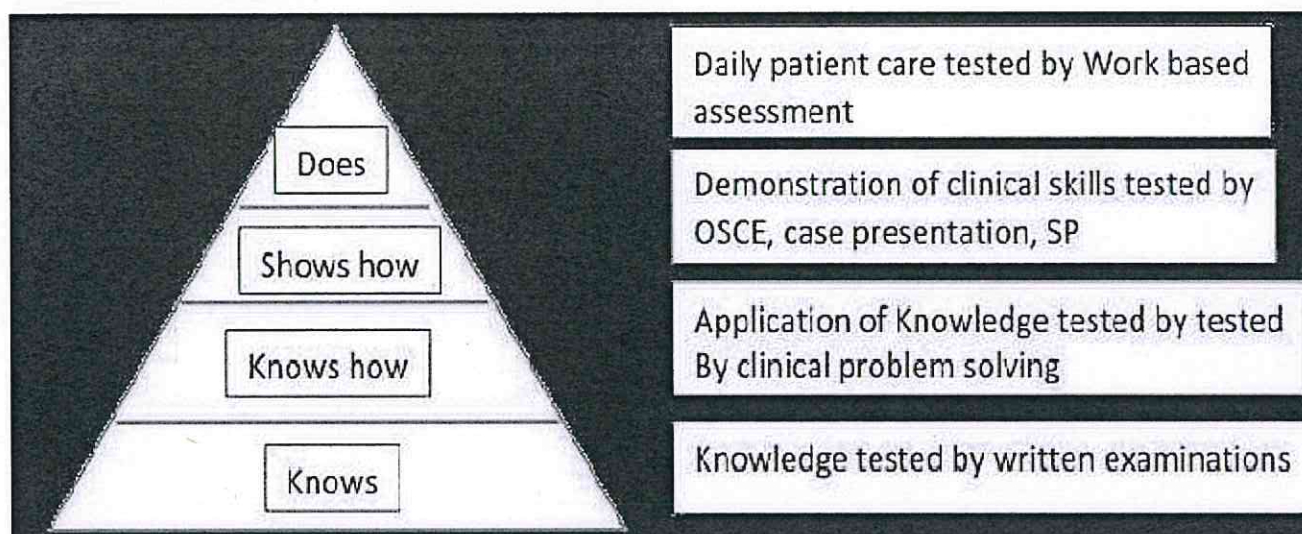 Does
Shows how
Knows how
Knows
Daily patient care tested by Work based
assessment
Demonstration of clinical skills tested by
OSCE, case presentation, SP
Application of Knowledge tested by tested
By clinical problem solving
Knowledge tested by written examinations